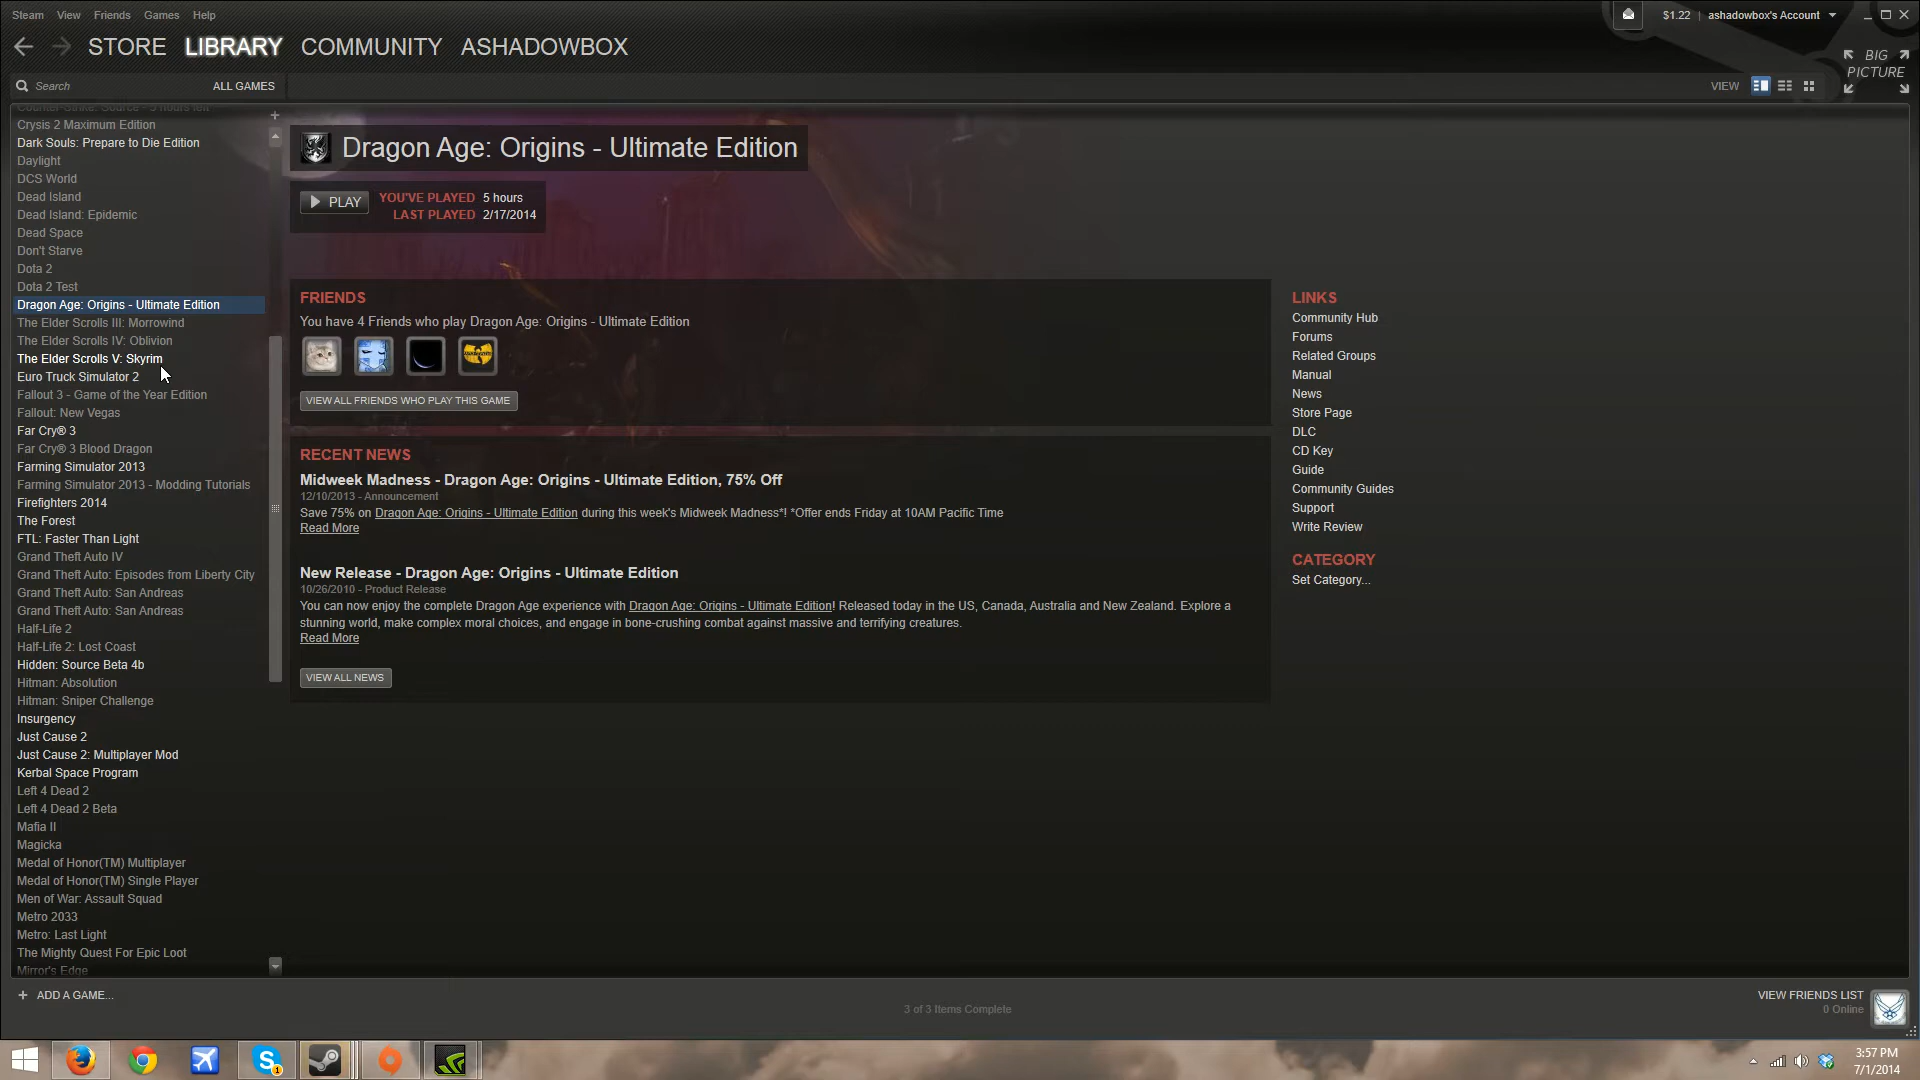 Steam View Friends Games Help
$1.22 ashadowbox's Account
STORE LIBRARY COMMUNITY ASHADOWBOX
BIG PICTURE
Search ALL GAMES VIEW
Counter-Strike: Source - 5 hours left
Crysis 2 Maximum Edition
Dark Souls: Prepare to Die Edition
Daylight
DCS World
Dead Island
Dead Island: Epidemic
Dead Space
Don't Starve
Dota 2
Dota 2 Test
Dragon Age: Origins - Ultimate Edition
The Elder Scrolls III: Morrowind
The Elder Scrolls IV: Oblivion
The Elder Scrolls V: Skyrim
Euro Truck Simulator 2
Fallout 3 - Game of the Year Edition
Fallout: New Vegas
Far Cry® 3
Far Cry® 3 Blood Dragon
Farming Simulator 2013
Farming Simulator 2013 - Modding Tutorials
Firefighters 2014
The Forest
FTL: Faster Than Light
Grand Theft Auto IV
Grand Theft Auto: Episodes from Liberty City
Grand Theft Auto: San Andreas
Grand Theft Auto: San Andreas
Half-Life 2
Half-Life 2: Lost Coast
Hidden: Source Beta 4b
Hitman: Absolution
Hitman: Sniper Challenge
Insurgency
Just Cause 2
Just Cause 2: Multiplayer Mod
Kerbal Space Program
Left 4 Dead 2
Left 4 Dead 2 Beta
Mafia II
Magicka
Medal of Honor(TM) Multiplayer
Medal of Honor(TM) Single Player
Men of War: Assault Squad
Metro 2033
Metro: Last Light
The Mighty Quest For Epic Loot
Mirror's Edge
Dragon Age: Origins - Ultimate Edition
PLAY
YOU'VE PLAYED 5 hours
LAST PLAYED 2/17/2014
FRIENDS
You have 4 Friends who play Dragon Age: Origins - Ultimate Edition
VIEW ALL FRIENDS WHO PLAY THIS GAME
RECENT NEWS
Midweek Madness - Dragon Age: Origins - Ultimate Edition, 75% Off
12/10/2013 - Announcement
Save 75% on Dragon Age: Origins - Ultimate Edition during this week's Midweek Madness*! *Offer ends Friday at 10AM Pacific Time
Read More
New Release - Dragon Age: Origins - Ultimate Edition
10/26/2010 - Product Release
You can now enjoy the complete Dragon Age experience with Dragon Age: Origins - Ultimate Edition! Released today in the US, Canada, Australia and New Zealand. Explore a
stunning world, make complex moral choices, and engage in bone-crushing combat against massive and terrifying creatures.
Read More
VIEW ALL NEWS
LINKS
Community Hub
Forums
Related Groups
Manual
News
Store Page
DLC
CD Key
Guide
Community Guides
Support
Write Review
CATEGORY
Set Category...
+ ADD A GAME...
3 of 3 Items Complete
VIEW FRIENDS LIST
0 Online
3:57 PM
7/1/2014